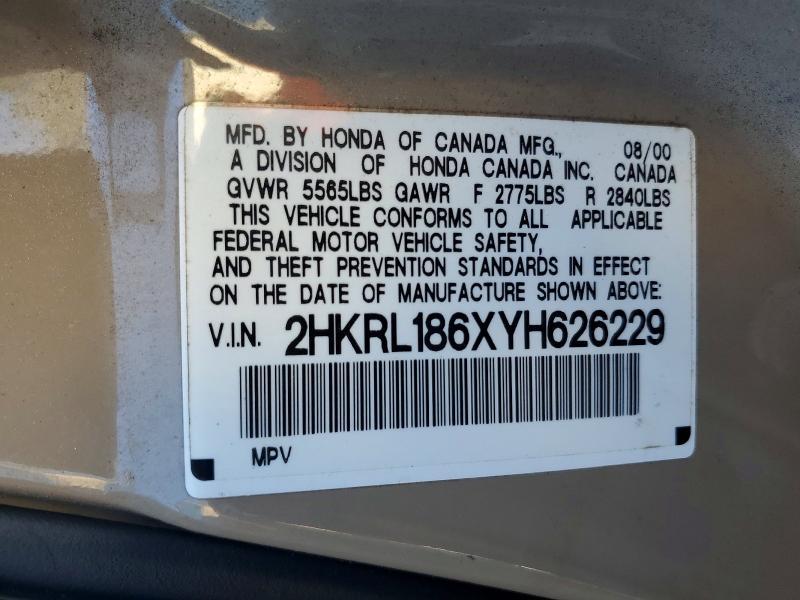 MFD. BY HONDA OF CANADA MFG., 08/00
A DIVISION OF HONDA CANADA INC. CANADA
GVWR 5565LBS GAWR F 2775LBS R 2840LBS
THIS VEHICLE CONFORMS TO ALL APPLICABLE
FEDERAL MOTOR VEHICLE SAFETY,
AND THEFT PREVENTION STANDARDS IN EFFECT
ON THE DATE OF MANUFACTURE SHOWN ABOVE:
V.I.N. 2HKRL186XYH626229
MPV